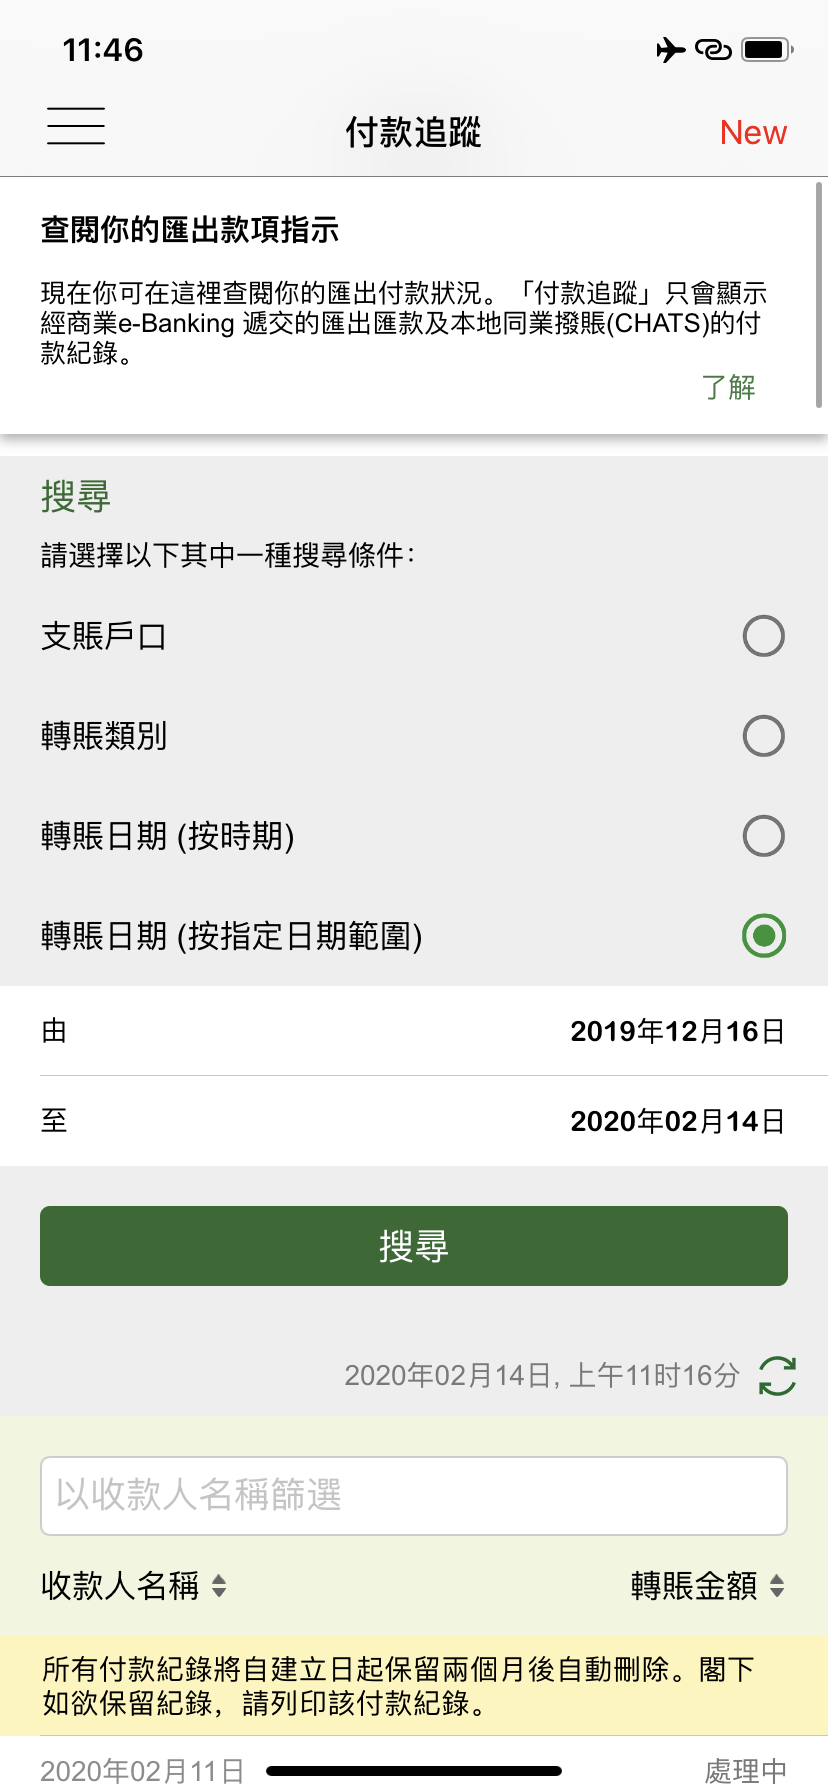 11:46
付款追蹤
New
查閱你的匯出款項指示
現在你可在這裡查閱你的匯出付款狀況。「付款追蹤」只會顯示
經商業e-Banking 遞交的匯出匯款及本地同業撥賬(CHATS)的付
款紀錄。
了解
搜尋
請選擇以下其中一種搜尋條件：
支賬戶口
轉賬類別
轉賬日期 (按時期)
轉賬日期 (按指定日期範圍)
由 2019年12月16日
至 2020年02月14日
搜尋
2020年02月14日, 上午11时16分
以收款人名稱篩選
收款人名稱 轉賬金額
所有付款紀錄將自建立日起保留兩個月後自動刪除。閣下
如欲保留紀錄，請列印該付款紀錄。
2020年02月11日 處理中